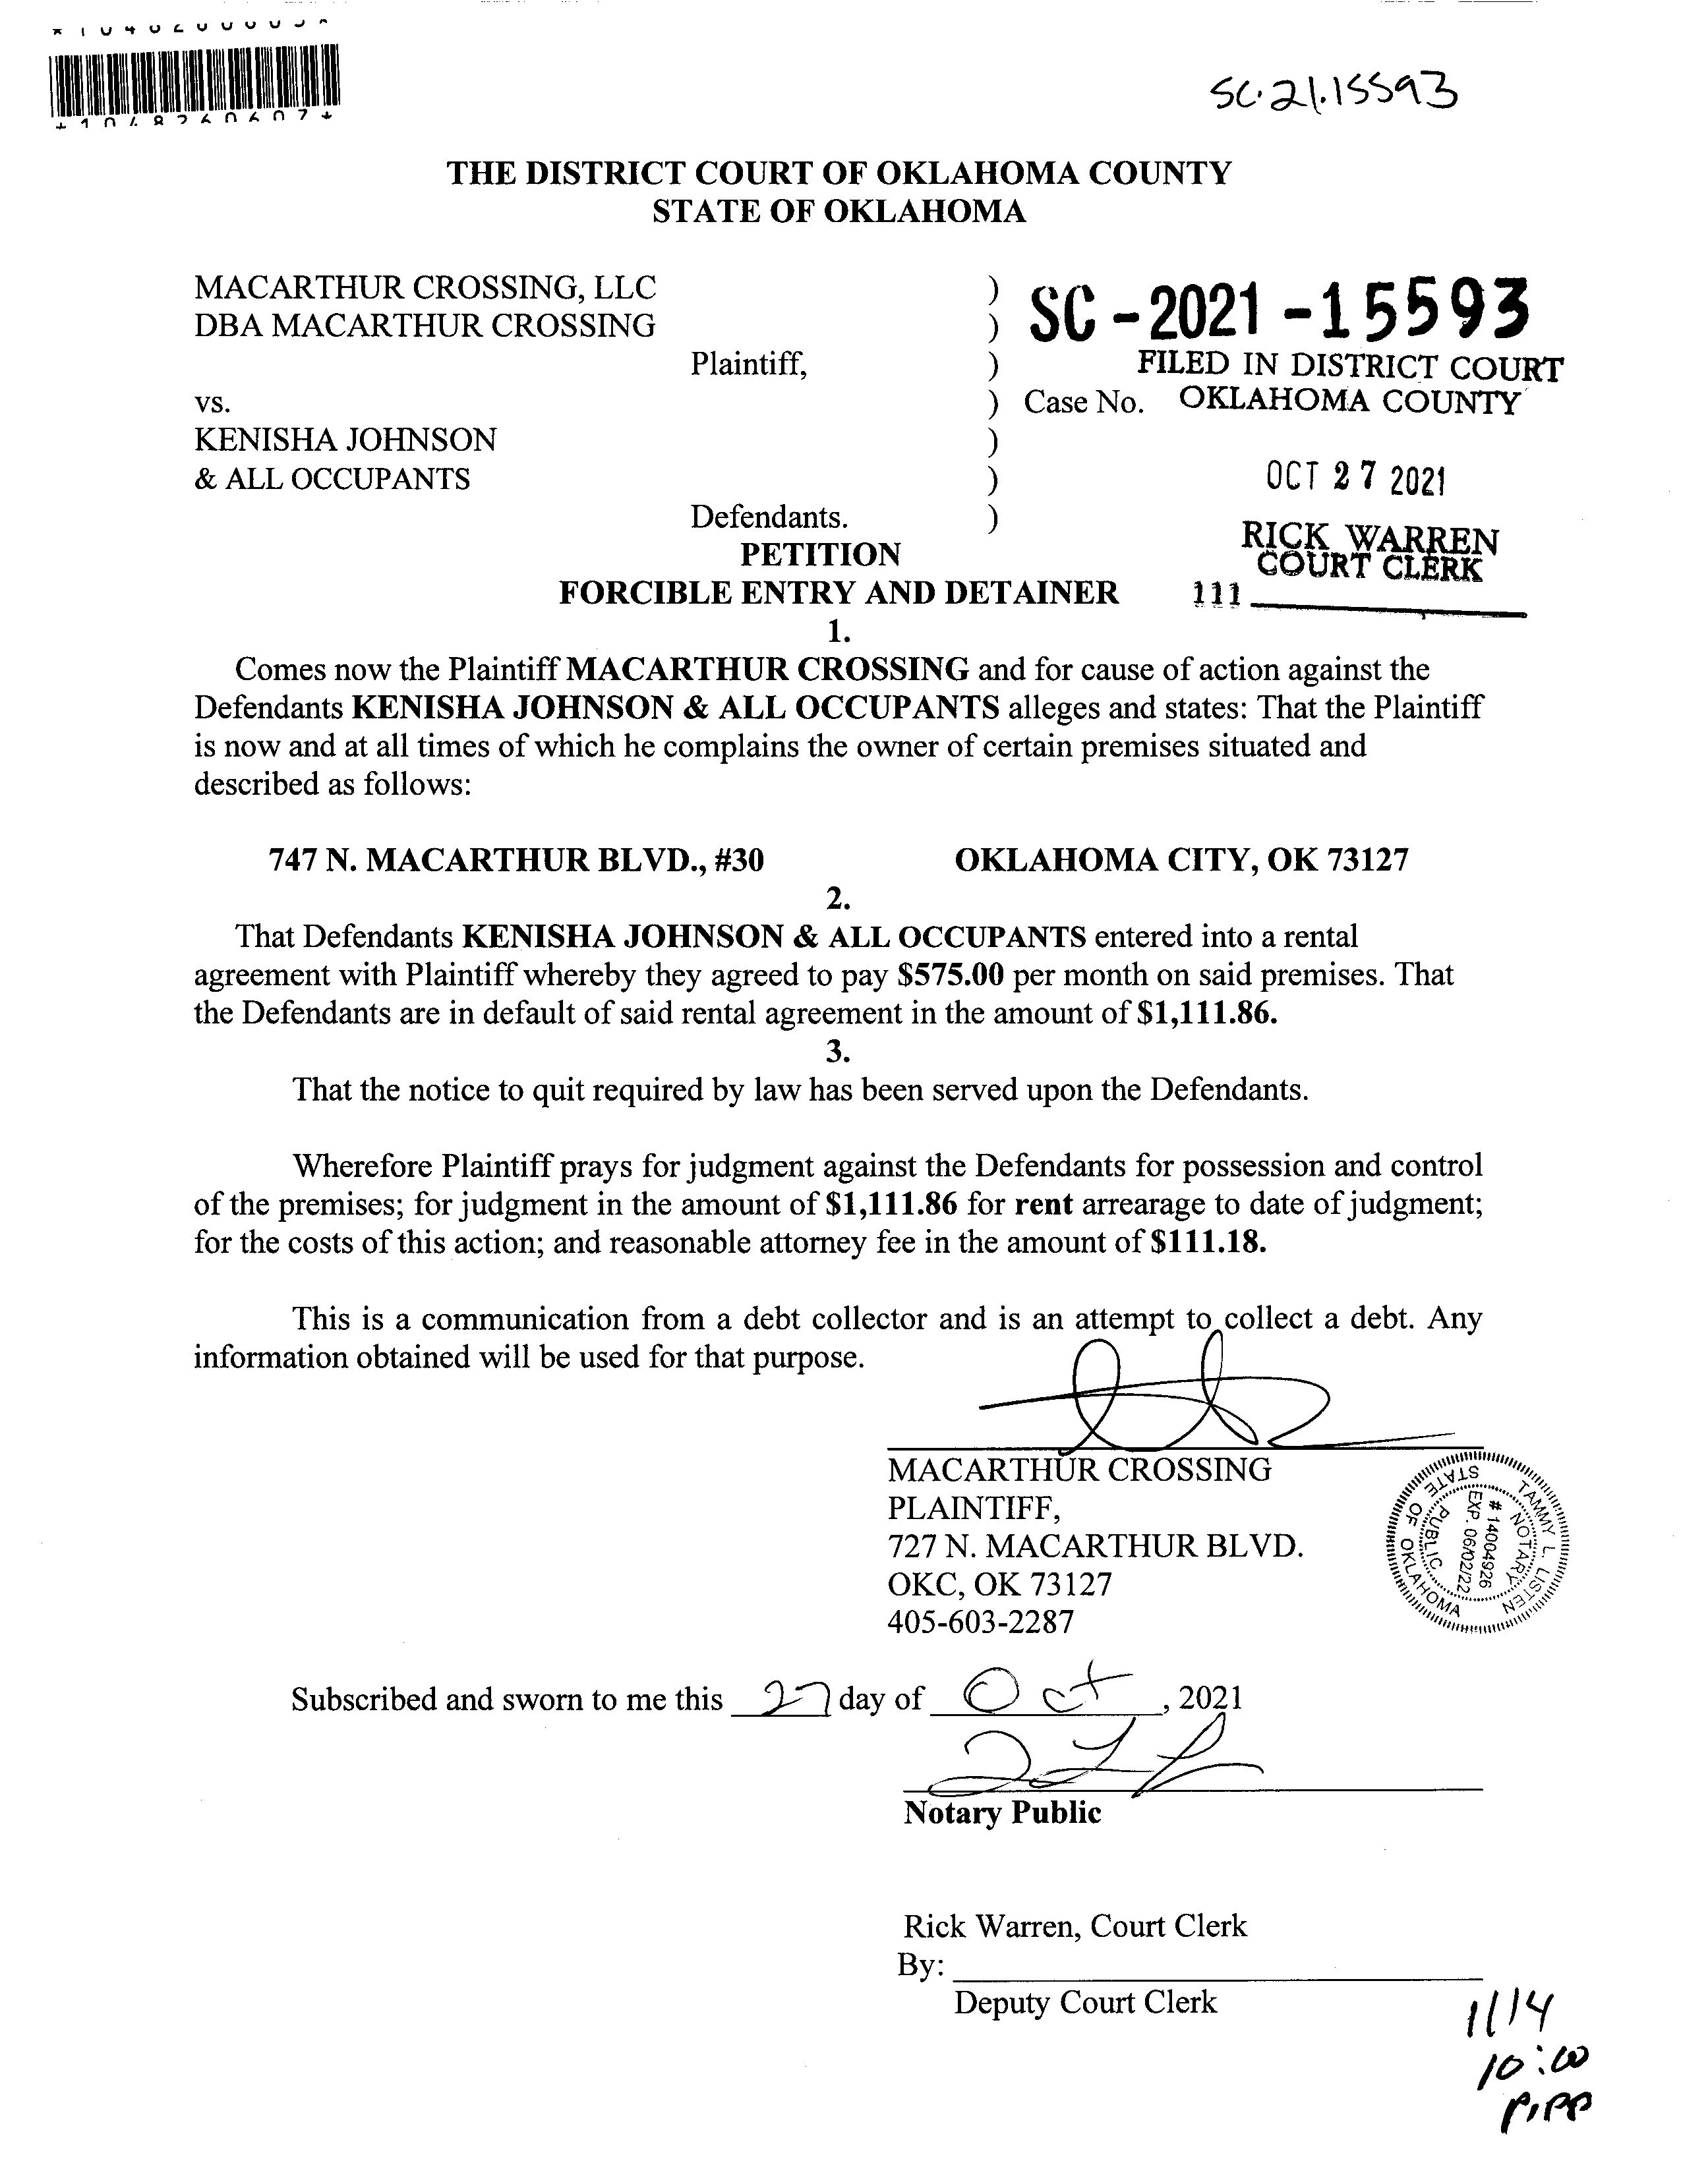 SC.21.15593
THE DISTRICT COURT OF OKLAHOMA COUNTY
STATE OF OKLAHOMA
MACARTHUR CROSSING, LLC )
DBA MACARTHUR CROSSING )
SC-2021-15593
Plaintiff, )
FILED IN DISTRICT COURT
vs. ) Case No. OKLAHOMA COUNTY
KENISHA JOHNSON )
& ALL OCCUPANTS ) OCT 27 2021
Defendants. )
RICK WARREN
COURT CLERK
PETITION
FORCIBLE ENTRY AND DETAINER
111
1.
Comes now the Plaintiff MACARTHUR CROSSING and for cause of action against the
Defendants KENISHA JOHNSON & ALL OCCUPANTS alleges and states: That the Plaintiff
is now and at all times of which he complains the owner of certain premises situated and
described as follows:
747 N. MACARTHUR BLVD., #30 OKLAHOMA CITY, OK 73127
2.
That Defendants KENISHA JOHNSON & ALL OCCUPANTS entered into a rental
agreement with Plaintiff whereby they agreed to pay $575.00 per month on said premises. That
the Defendants are in default of said rental agreement in the amount of $1,111.86.
3.
That the notice to quit required by law has been served upon the Defendants.
Wherefore Plaintiff prays for judgment against the Defendants for possession and control
of the premises; for judgment in the amount of $1,111.86 for rent arrearage to date of judgment;
for the costs of this action; and reasonable attorney fee in the amount of $111.18.
This is a communication from a debt collector and is an attempt to collect a debt. Any
information obtained will be used for that purpose.
MACARTHUR CROSSING
PLAINTIFF,
727 N. MACARTHUR BLVD.
OKC, OK 73127
405-603-2287
TAMMY L. LISTEN
NOTARY
# 14004926
EXP. 06/02/22
PUBLIC
STATE OF OKLAHOMA
Subscribed and sworn to me this 27 day of Oct, 2021
Notary Public
Rick Warren, Court Clerk
By:
Deputy Court Clerk
10:00